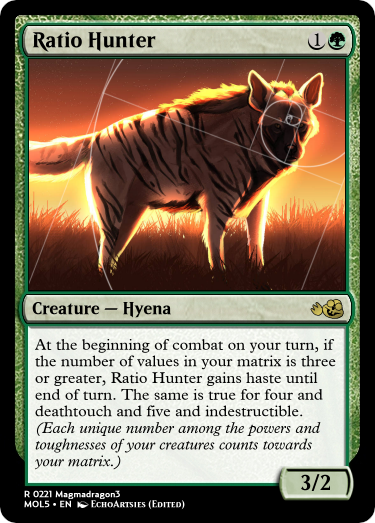 Ratio Hunter 1
Creature — Hyena
At the beginning of combat on your turn, if
the number of values in your matrix is three
or greater, Ratio Hunter gains haste until
end of turn. The same is true for four and
deathtouch and five and indestructible.
(Each unique number among the powers and
toughnesses of your creatures counts towards
your matrix.)
3/2
R 0221 Magmadragon3
MOL5 • EN EchoArtsies (Edited)